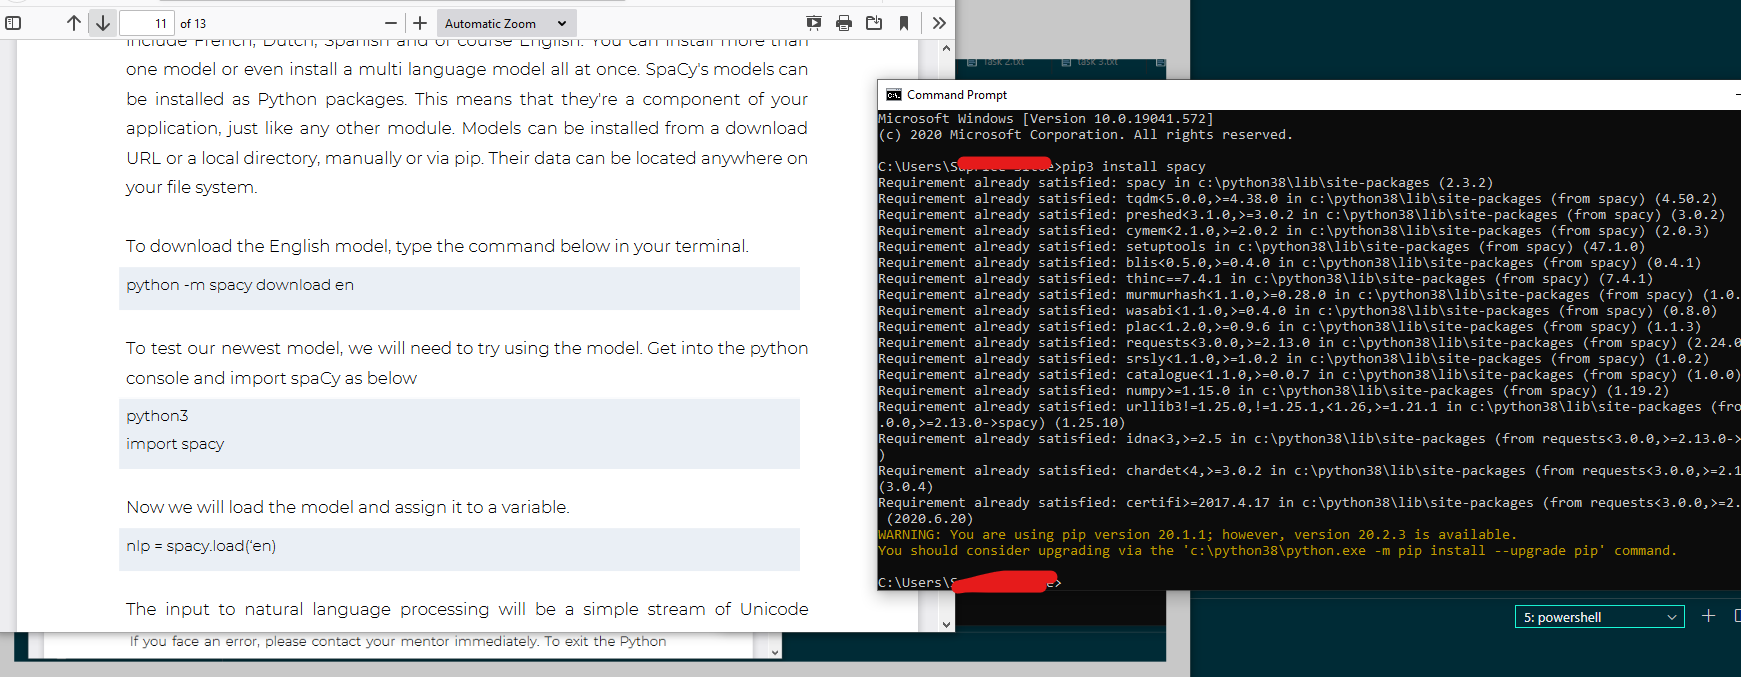 11 of 13
Automatic Zoom
include French, Dutch, Spanish and of course English. You can install more than
one model or even install a multi language model all at once. SpaCy's models can
be installed as Python packages. This means that they're a component of your
application, just like any other module. Models can be installed from a download
URL or a local directory, manually or via pip. Their data can be located anywhere on
your file system.
To download the English model, type the command below in your terminal.
python -m spacy download en
To test our newest model, we will need to try using the model. Get into the python
console and import spaCy as below
python3
import spacy
Now we will load the model and assign it to a variable.
nlp = spacy.load(‘en)
The input to natural language processing will be a simple stream of Unicode
If you face an error, please contact your mentor immediately. To exit the Python
Task 2.txt
task 3.txt
Command Prompt
Microsoft Windows [Version 10.0.19041.572]
(c) 2020 Microsoft Corporation. All rights reserved.
C:\Users\S e>pip3 install spacy
Requirement already satisfied: spacy in c:\python38\lib\site-packages (2.3.2)
Requirement already satisfied: tqdm<5.0.0,>=4.38.0 in c:\python38\lib\site-packages (from spacy) (4.50.2)
Requirement already satisfied: preshed<3.1.0,>=3.0.2 in c:\python38\lib\site-packages (from spacy) (3.0.2)
Requirement already satisfied: cymem<2.1.0,>=2.0.2 in c:\python38\lib\site-packages (from spacy) (2.0.3)
Requirement already satisfied: setuptools in c:\python38\lib\site-packages (from spacy) (47.1.0)
Requirement already satisfied: blis<0.5.0,>=0.4.0 in c:\python38\lib\site-packages (from spacy) (0.4.1)
Requirement already satisfied: thinc==7.4.1 in c:\python38\lib\site-packages (from spacy) (7.4.1)
Requirement already satisfied: murmurhash<1.1.0,>=0.28.0 in c:\python38\lib\site-packages (from spacy) (1.0.
Requirement already satisfied: wasabi<1.1.0,>=0.4.0 in c:\python38\lib\site-packages (from spacy) (0.8.0)
Requirement already satisfied: plac<1.2.0,>=0.9.6 in c:\python38\lib\site-packages (from spacy) (1.1.3)
Requirement already satisfied: requests<3.0.0,>=2.13.0 in c:\python38\lib\site-packages (from spacy) (2.24.0
Requirement already satisfied: srsly<1.1.0,>=1.0.2 in c:\python38\lib\site-packages (from spacy) (1.0.2)
Requirement already satisfied: catalogue<1.1.0,>=0.0.7 in c:\python38\lib\site-packages (from spacy) (1.0.0)
Requirement already satisfied: numpy>=1.15.0 in c:\python38\lib\site-packages (from spacy) (1.19.2)
Requirement already satisfied: urllib3!=1.25.0,!=1.25.1,<1.26,>=1.21.1 in c:\python38\lib\site-packages (fro
.0.0,>=2.13.0->spacy) (1.25.10)
Requirement already satisfied: idna<3,>=2.5 in c:\python38\lib\site-packages (from requests<3.0.0,>=2.13.0->
)
Requirement already satisfied: chardet<4,>=3.0.2 in c:\python38\lib\site-packages (from requests<3.0.0,>=2.1
(3.0.4)
Requirement already satisfied: certifi>=2017.4.17 in c:\python38\lib\site-packages (from requests<3.0.0,>=2.
(2020.6.20)
WARNING: You are using pip version 20.1.1; however, version 20.2.3 is available.
You should consider upgrading via the 'c:\python38\python.exe -m pip install --upgrade pip' command.
C:\Users\S e>
5: powershell